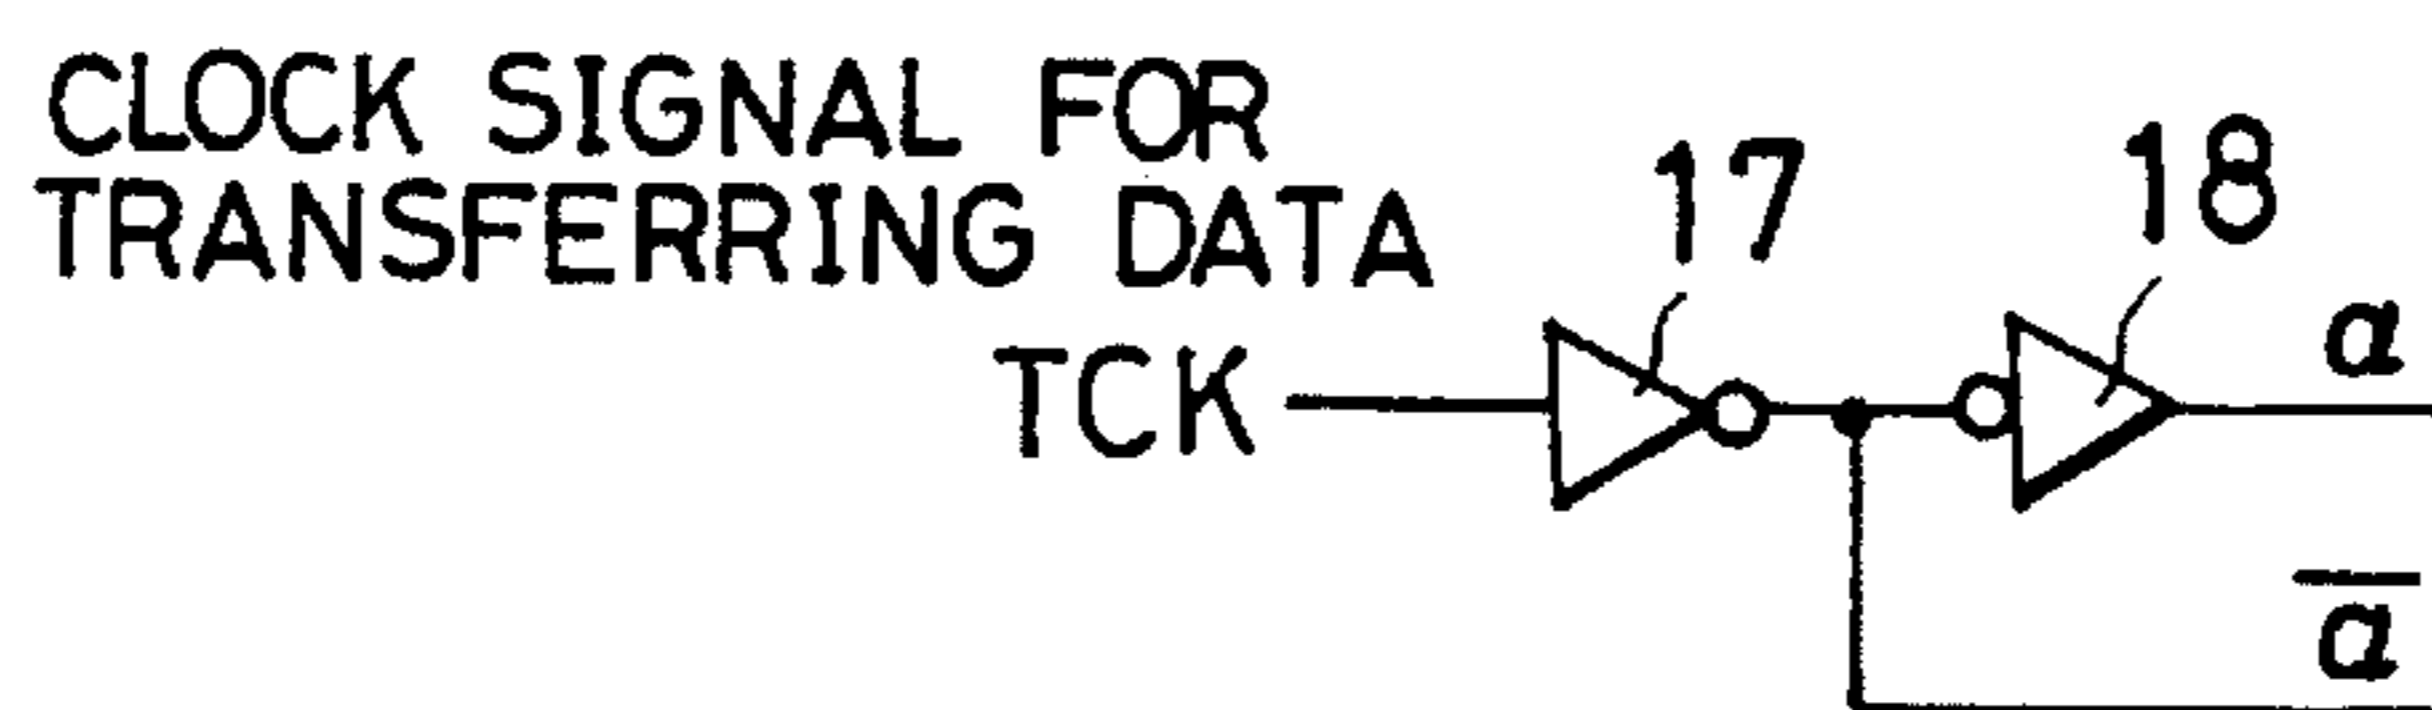 CLOCK SIGNAL FOR
TRANSFERRING DATA
17
18
TCK
a
a̅